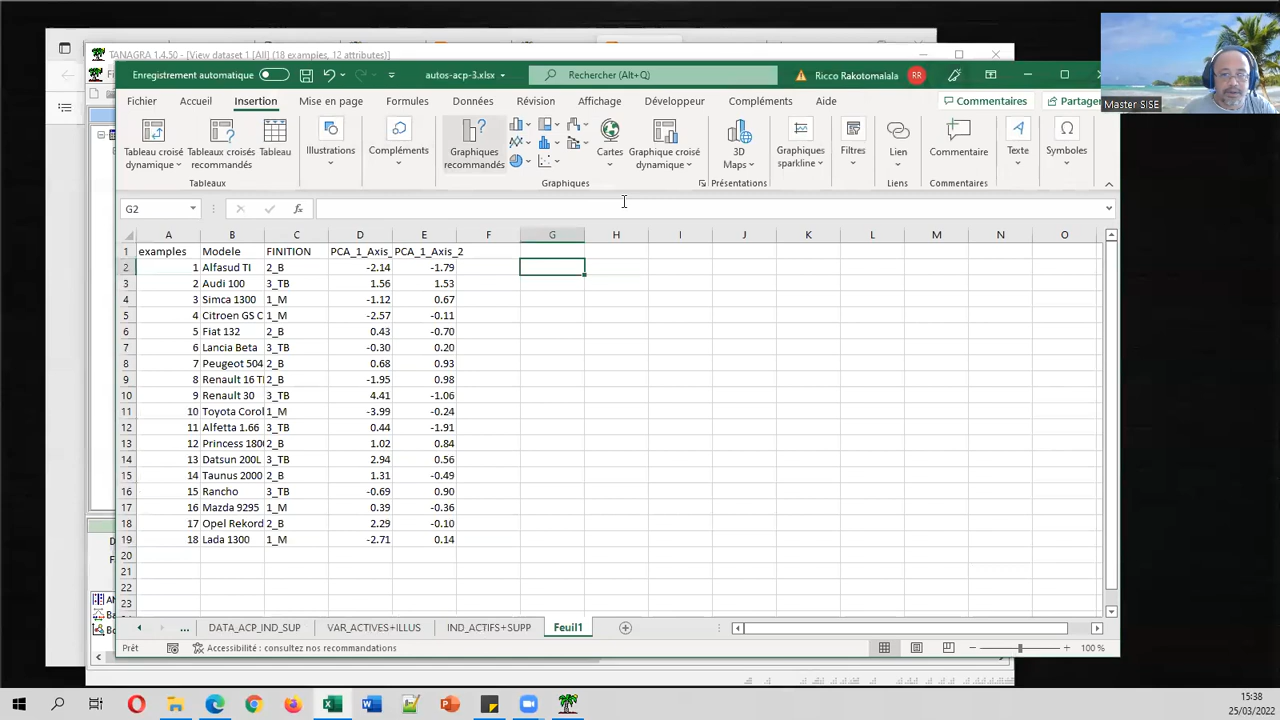 TANAGRA 1.4.50 - [View dataset 1 [All] (18 examples, 12 attributes)]
Enregistrement automatique
autos-acp-3.xlsx
Rechercher (Alt+Q)
Ricco Rakotomalala
RR
Master SISE
Fichier Accueil Insertion Mise en page Formules Données Révision Affichage Développeur Compléments Aide
Commentaires
Partager
Tableau croisé dynamique
Tableaux croisés recommandés
Tableau
Illustrations
Compléments
Graphiques recommandés
Cartes
Graphique croisé dynamique
3D Maps
Graphiques sparkline
Filtres
Lien
Commentaire
Texte
Symboles
Tableaux Graphiques Présentations Liens Commentaires
G2
fx
A B C D E F G H I J K L M N O
1 examples Modele FINITION PCA_1_Axis_ PCA_1_Axis_2
2 1 Alfasud TI 2_B -2.14 -1.79
3 2 Audi 100 3_TB 1.56 1.53
4 3 Simca 1300 1_M -1.12 0.67
5 4 Citroen GS C 1_M -2.57 -0.11
6 5 Fiat 132 2_B 0.43 -0.70
7 6 Lancia Beta 3_TB -0.30 0.20
8 7 Peugeot 504 2_B 0.68 0.93
9 8 Renault 16 T 2_B -1.95 0.98
10 9 Renault 30 3_TB 4.41 -1.06
11 10 Toyota Corol 1_M -3.99 -0.24
12 11 Alfetta 1.66 3_TB 0.44 -1.91
13 12 Princess 180 2_B 1.02 0.84
14 13 Datsun 200L 3_TB 2.94 0.56
15 14 Taunus 2000 2_B 1.31 -0.49
16 15 Rancho 3_TB -0.69 0.90
17 16 Mazda 9295 1_M 0.39 -0.36
18 17 Opel Rekord 2_B 2.29 -0.10
19 18 Lada 1300 1_M -2.71 0.14
20
21
22
23
... DATA_ACP_IND_SUP VAR_ACTIVES+ILLUS IND_ACTIFS+SUPP Feuil1
Prêt
Accessibilité : consultez nos recommandations
100 %
15:38
25/03/2022